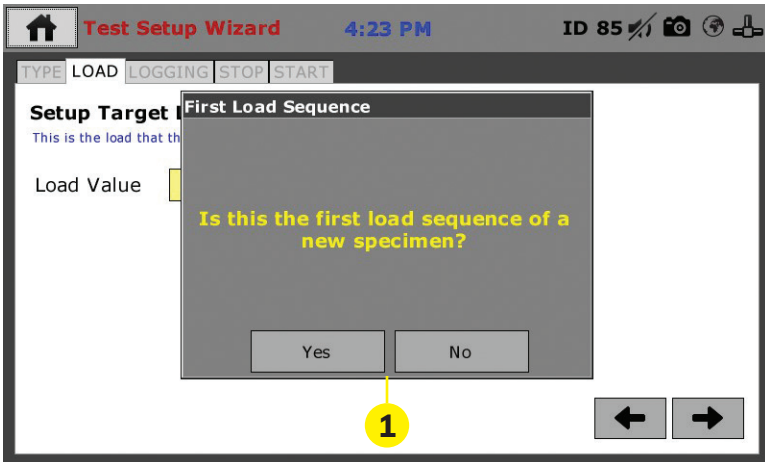 Test Setup Wizard 4:23 PM ID 85
TYPE LOAD LOGGING STOP START
Setup Target
First Load Sequence
This is the load that th
Load Value
Is this the first load sequence of a
new specimen?
Yes No
1